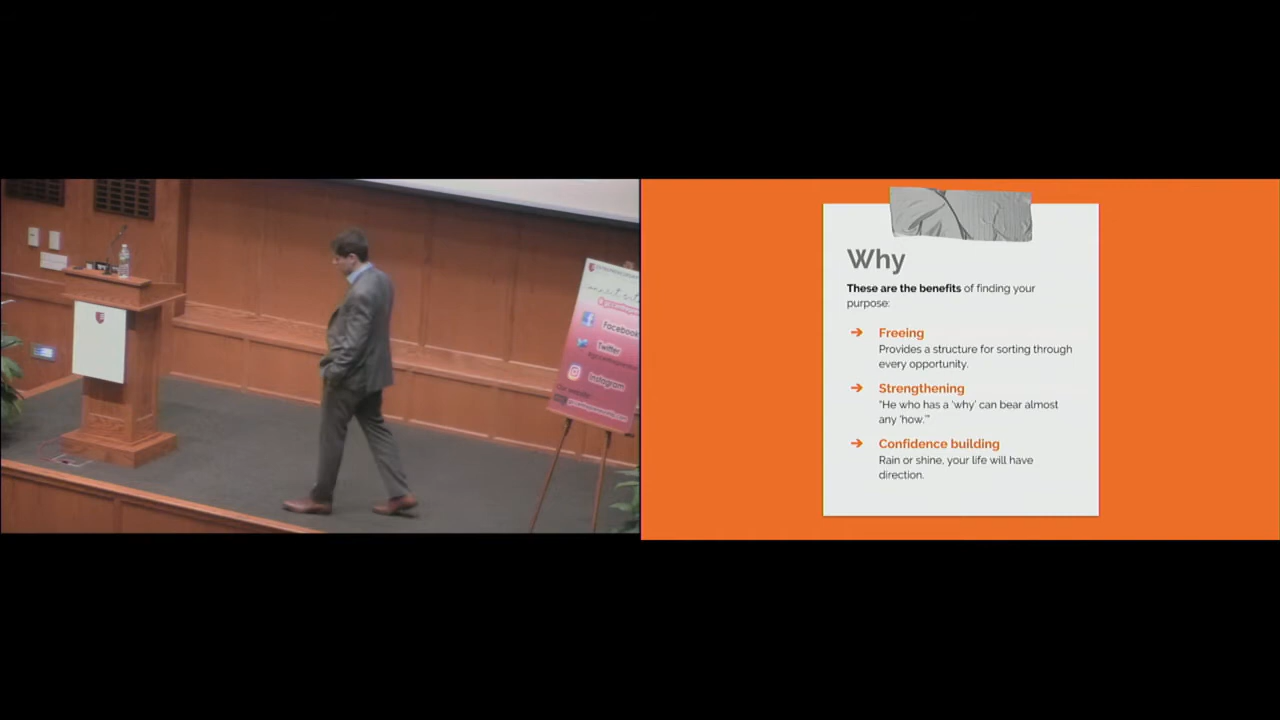 Facebook
Twitter
Instagram
Why
These are the benefits of finding your
purpose:
➔ Freeing
Provides a structure for sorting through
every opportunity.
➔ Strengthening
“He who has a ‘why’ can bear almost
any ‘how.’”
➔ Confidence building
Rain or shine, your life will have
direction.